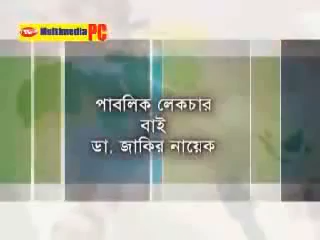 Multimedia PC
পাবলিক লেকচার
বাই
ডা. জাকির নায়েক